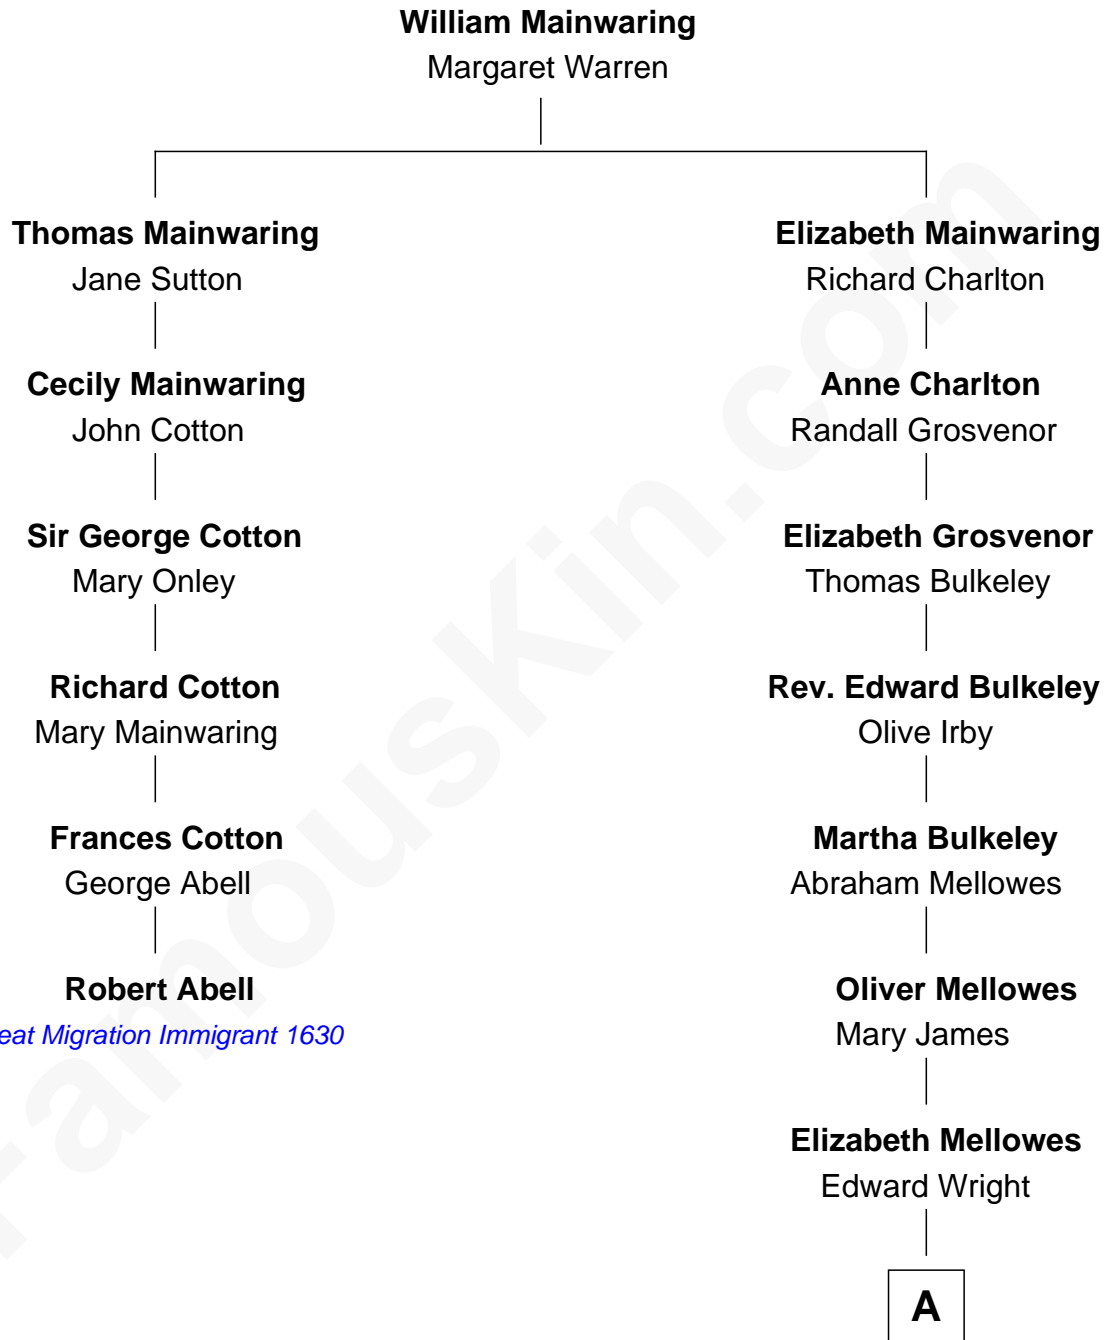 William Mainwaring
Margaret Warren
Thomas Mainwaring
Jane Sutton
Elizabeth Mainwaring
Richard Charlton
Cecily Mainwaring
John Cotton
Anne Charlton
Randall Grosvenor
Sir George Cotton
Mary Onley
Elizabeth Grosvenor
Thomas Bulkeley
Richard Cotton
Mary Mainwaring
Rev. Edward Bulkeley
Olive Irby
Frances Cotton
George Abell
Martha Bulkeley
Abraham Mellowes
Robert Abell
eat Migration Immigrant 1630
Oliver Mellowes
Mary James
Elizabeth Mellowes
Edward Wright
A
FamousKin.com